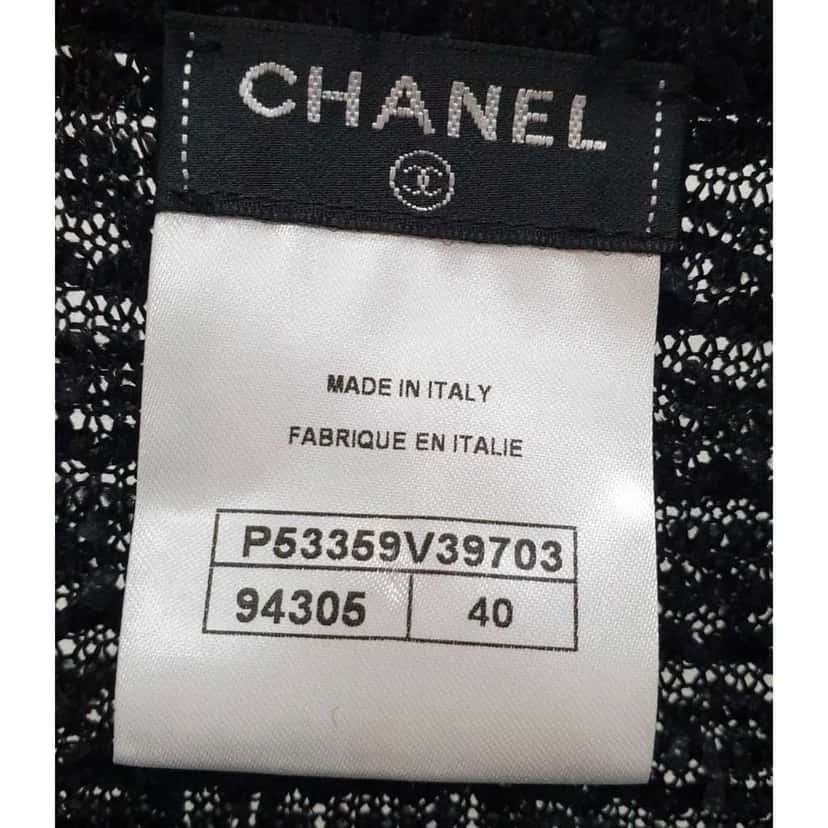 CHANEL
MADE IN ITALY
FABRIQUE EN ITALIE
P53359V39703
94305 40